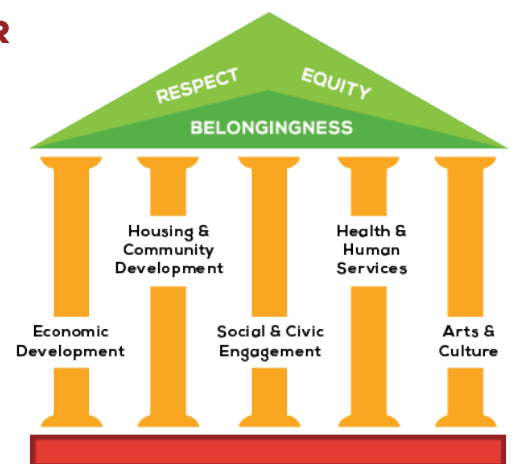 R
RESPECT
EQUITY
BELONGINGNESS
Housing &
Community
Development
Health &
Human
Services
Economic
Development
Social & Civic
Engagement
Arts &
Culture